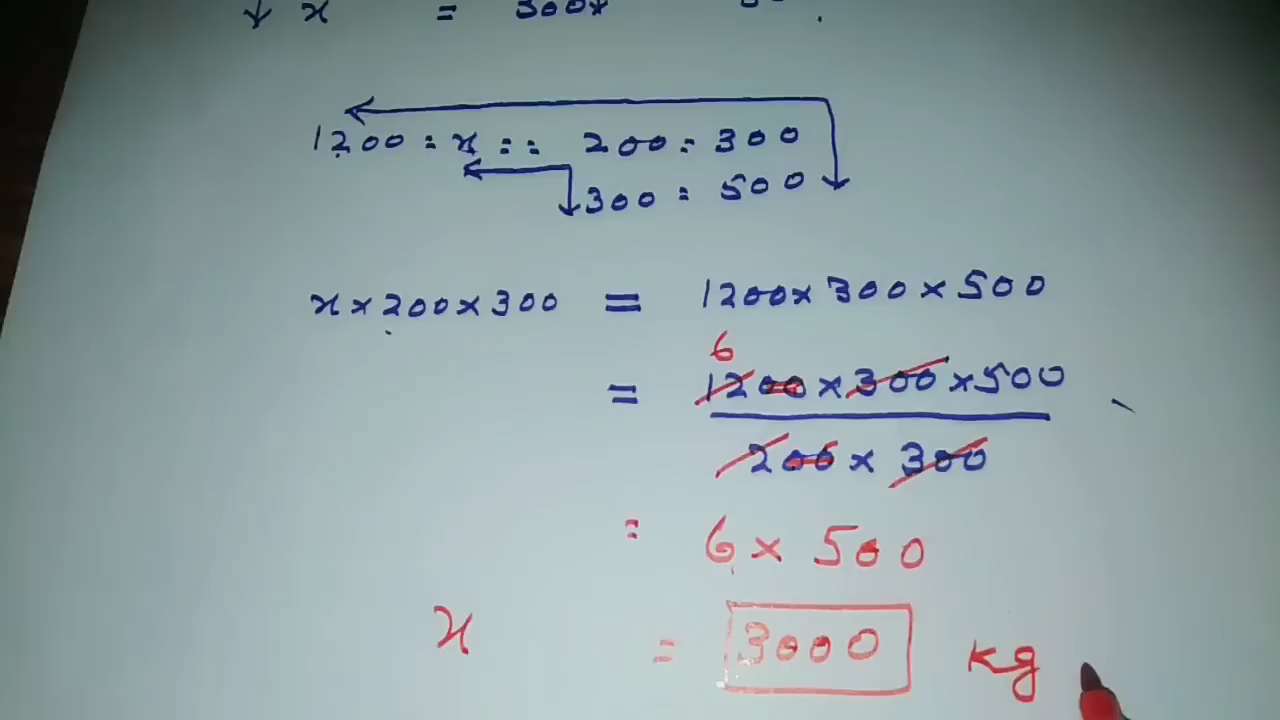 ↓ x = 300
1200 : x :: 200 : 300
300 : 500
x × 200 × 300 = 1200 × 300 × 500
6
= 1200 × 300 × 500
200 × 300
= 6 × 500
x = 3000 kg